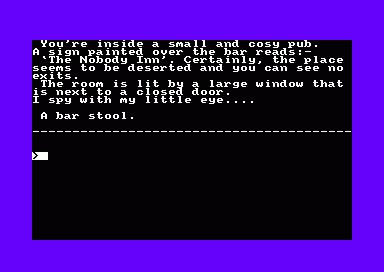 You're inside a small and cosy pub.
A sign painted over the bar reads:-
`The Nobody Inn'. Certainly, the place
seems to be deserted and you can see no
exits.
The room is lit by a large window that
is next to a closed door.
I spy with my little eye....
A bar stool.
----------------------------------------
>